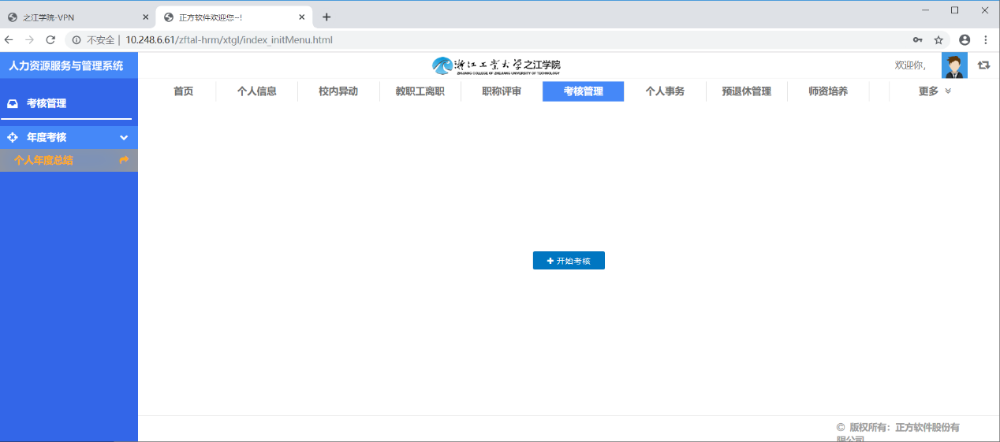 之江学院-VPN
正方软件欢迎您~!
不安全 | 10.248.6.61/zftal-hrm/xtgl/index_initMenu.html
人力资源服务与管理系统
浙江工业大学之江学院
ZHIJIANG COLLEGE OF ZHEJIANG UNIVERSITY OF TECHNOLOGY
欢迎你,
首页 个人信息 校内异动 教职工离职 职称评审 考核管理 个人事务 预退休管理 师资培养 更多
考核管理
年度考核
个人年度总结
开始考核
© 版权所有：正方软件股份有
限公司